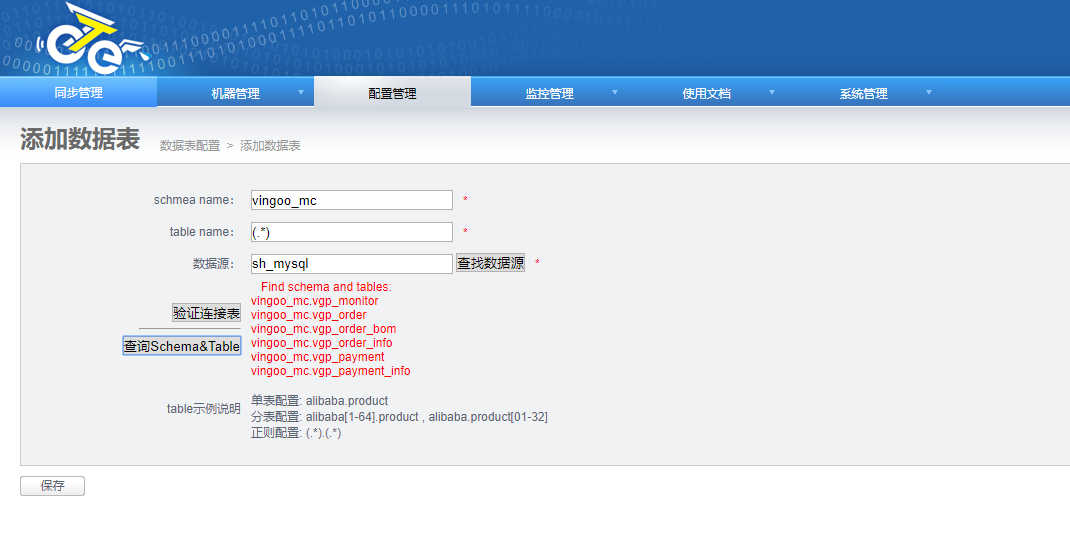 eTe
同步管理 机器管理 配置管理 监控管理 使用文档 系统管理
添加数据表 数据表配置 > 添加数据表
schmea name： vingoo_mc *
table name： (.*) *
数据源： sh_mysql 查找数据源 *
Find schema and tables:
vingoo_mc.vgp_monitor
验证连接表 vingoo_mc.vgp_order
vingoo_mc.vgp_order_bom
查询Schema&Table vingoo_mc.vgp_order_info
vingoo_mc.vgp_payment
vingoo_mc.vgp_payment_info
table示例说明
单表配置: alibaba.product
分表配置: alibaba[1-64].product , alibaba.product[01-32]
正则配置: (.*).(.*)
保存